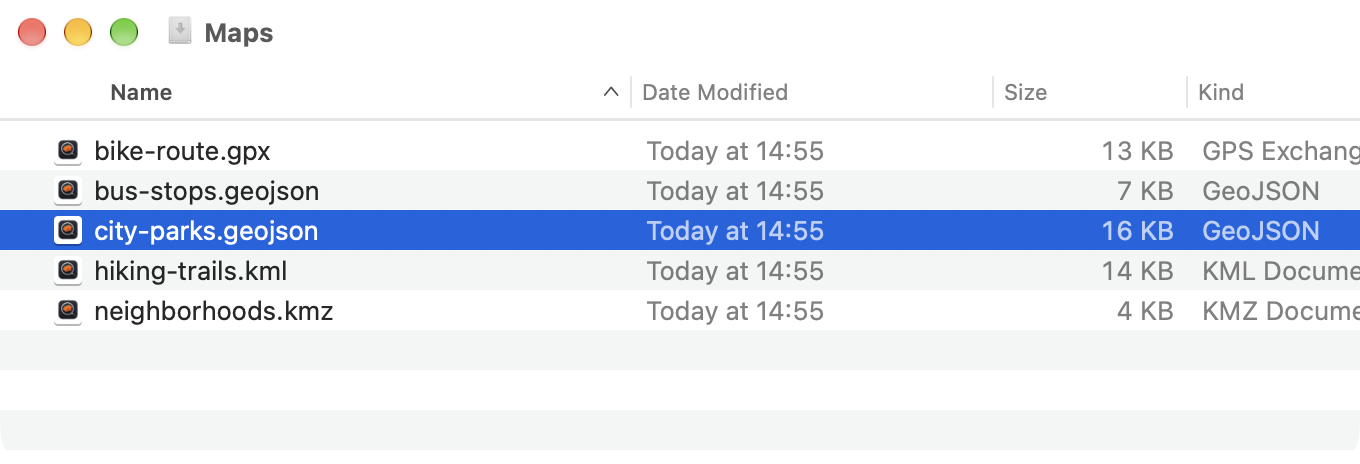 Maps
Name Date Modified Size Kind
bike-route.gpx Today at 14:55 13 KB GPS Exchang
bus-stops.geojson Today at 14:55 7 KB GeoJSON
city-parks.geojson Today at 14:55 16 KB GeoJSON
hiking-trails.kml Today at 14:55 14 KB KML Docume
neighborhoods.kmz Today at 14:55 4 KB KMZ Docume